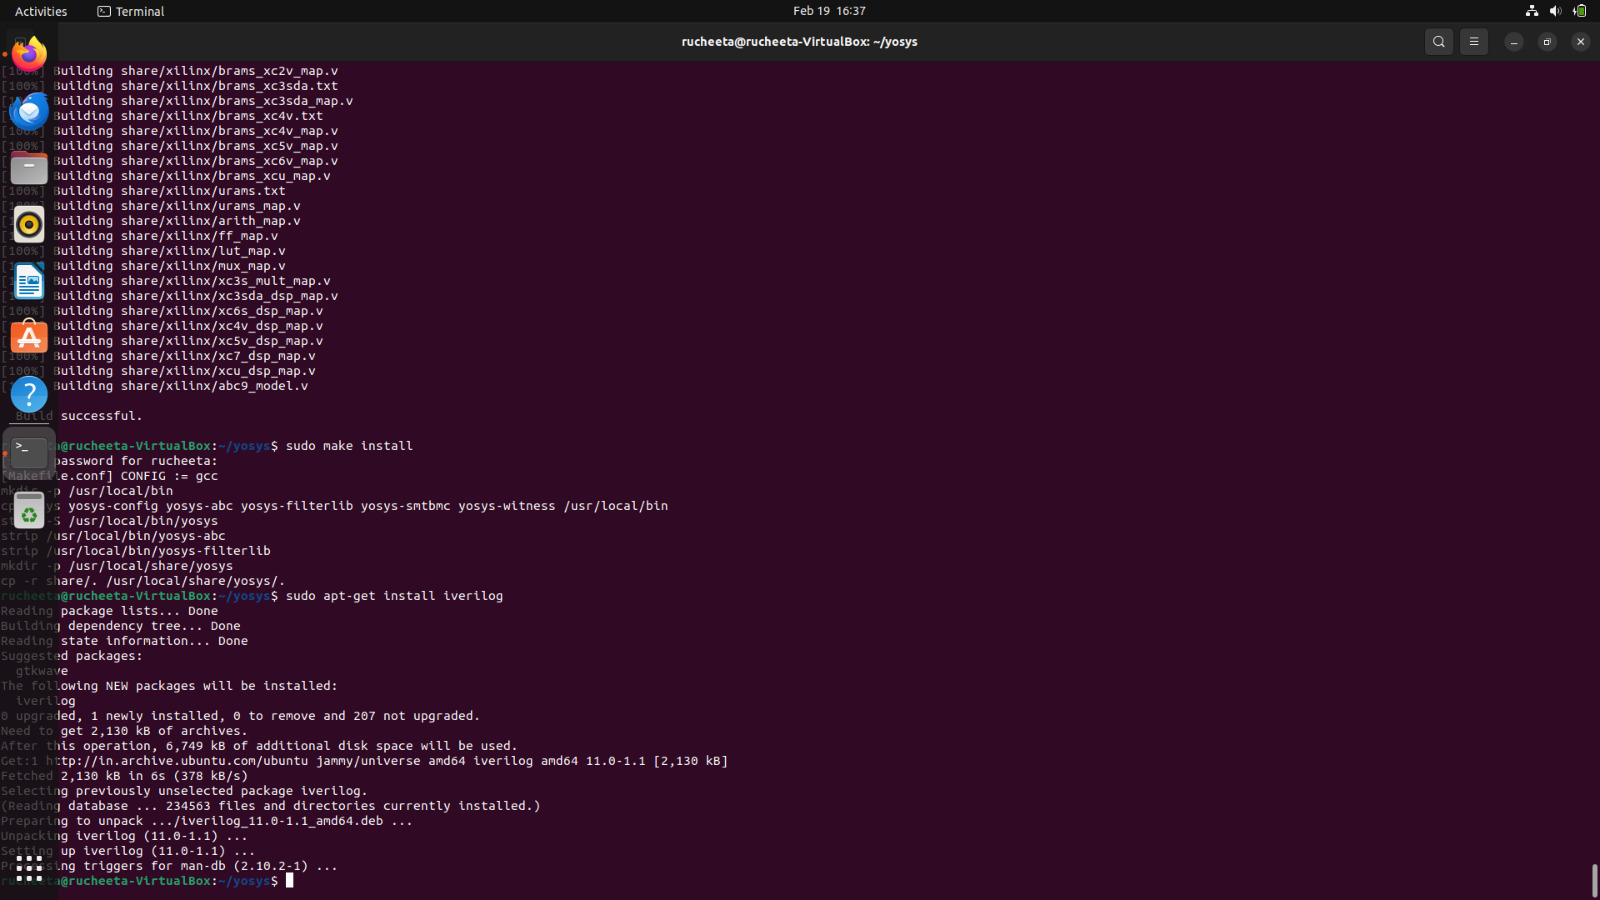 Activities Terminal Feb 19 16:37
rucheeta@rucheeta-VirtualBox: ~/yosys
[100%] Building share/xilinx/brams_xc2v_map.v
[100%] Building share/xilinx/brams_xc3sda.txt
[100%] Building share/xilinx/brams_xc3sda_map.v
[100%] Building share/xilinx/brams_xc4v.txt
[100%] Building share/xilinx/brams_xc4v_map.v
[100%] Building share/xilinx/brams_xc5v_map.v
[ Building share/xilinx/brams_xc6v_map.v
[ Building share/xilinx/brams_xcu_map.v
[100%] Building share/xilinx/urams.txt
[ Building share/xilinx/urams_map.v
[ Building share/xilinx/arith_map.v
[ Building share/xilinx/ff_map.v
[100%] Building share/xilinx/lut_map.v
[ Building share/xilinx/mux_map.v
[ Building share/xilinx/xc3s_mult_map.v
[ Building share/xilinx/xc3sda_dsp_map.v
[100%] Building share/xilinx/xc6s_dsp_map.v
[ Building share/xilinx/xc4v_dsp_map.v
[ Building share/xilinx/xc5v_dsp_map.v
[100%] Building share/xilinx/xc7_dsp_map.v
[100%] Building share/xilinx/xcu_dsp_map.v
[ Building share/xilinx/abc9_model.v
Build successful.
@rucheeta-VirtualBox:~/yosys$ sudo make install
password for rucheeta:
[Makefile.conf] CONFIG := gcc
mkdir -p /usr/local/bin
cp yosys yosys-config yosys-abc yosys-filterlib yosys-smtbmc yosys-witness /usr/local/bin
strip -S /usr/local/bin/yosys
strip /usr/local/bin/yosys-abc
strip /usr/local/bin/yosys-filterlib
mkdir -p /usr/local/share/yosys
cp -r share/. /usr/local/share/yosys/.
rucheeta@rucheeta-VirtualBox:~/yosys$ sudo apt-get install iverilog
Reading package lists... Done
Building dependency tree... Done
Reading state information... Done
Suggested packages:
gtkwave
The following NEW packages will be installed:
iverilog
0 upgraded, 1 newly installed, 0 to remove and 207 not upgraded.
Need to get 2,130 kB of archives.
After this operation, 6,749 kB of additional disk space will be used.
Get:1 http://in.archive.ubuntu.com/ubuntu jammy/universe amd64 iverilog amd64 11.0-1.1 [2,130 kB]
Fetched 2,130 kB in 6s (378 kB/s)
Selecting previously unselected package iverilog.
(Reading database ... 234563 files and directories currently installed.)
Preparing to unpack .../iverilog_11.0-1.1_amd64.deb ...
Unpacking iverilog (11.0-1.1) ...
Setting up iverilog (11.0-1.1) ...
Processing triggers for man-db (2.10.2-1) ...
rucheeta@rucheeta-VirtualBox:~/yosys$